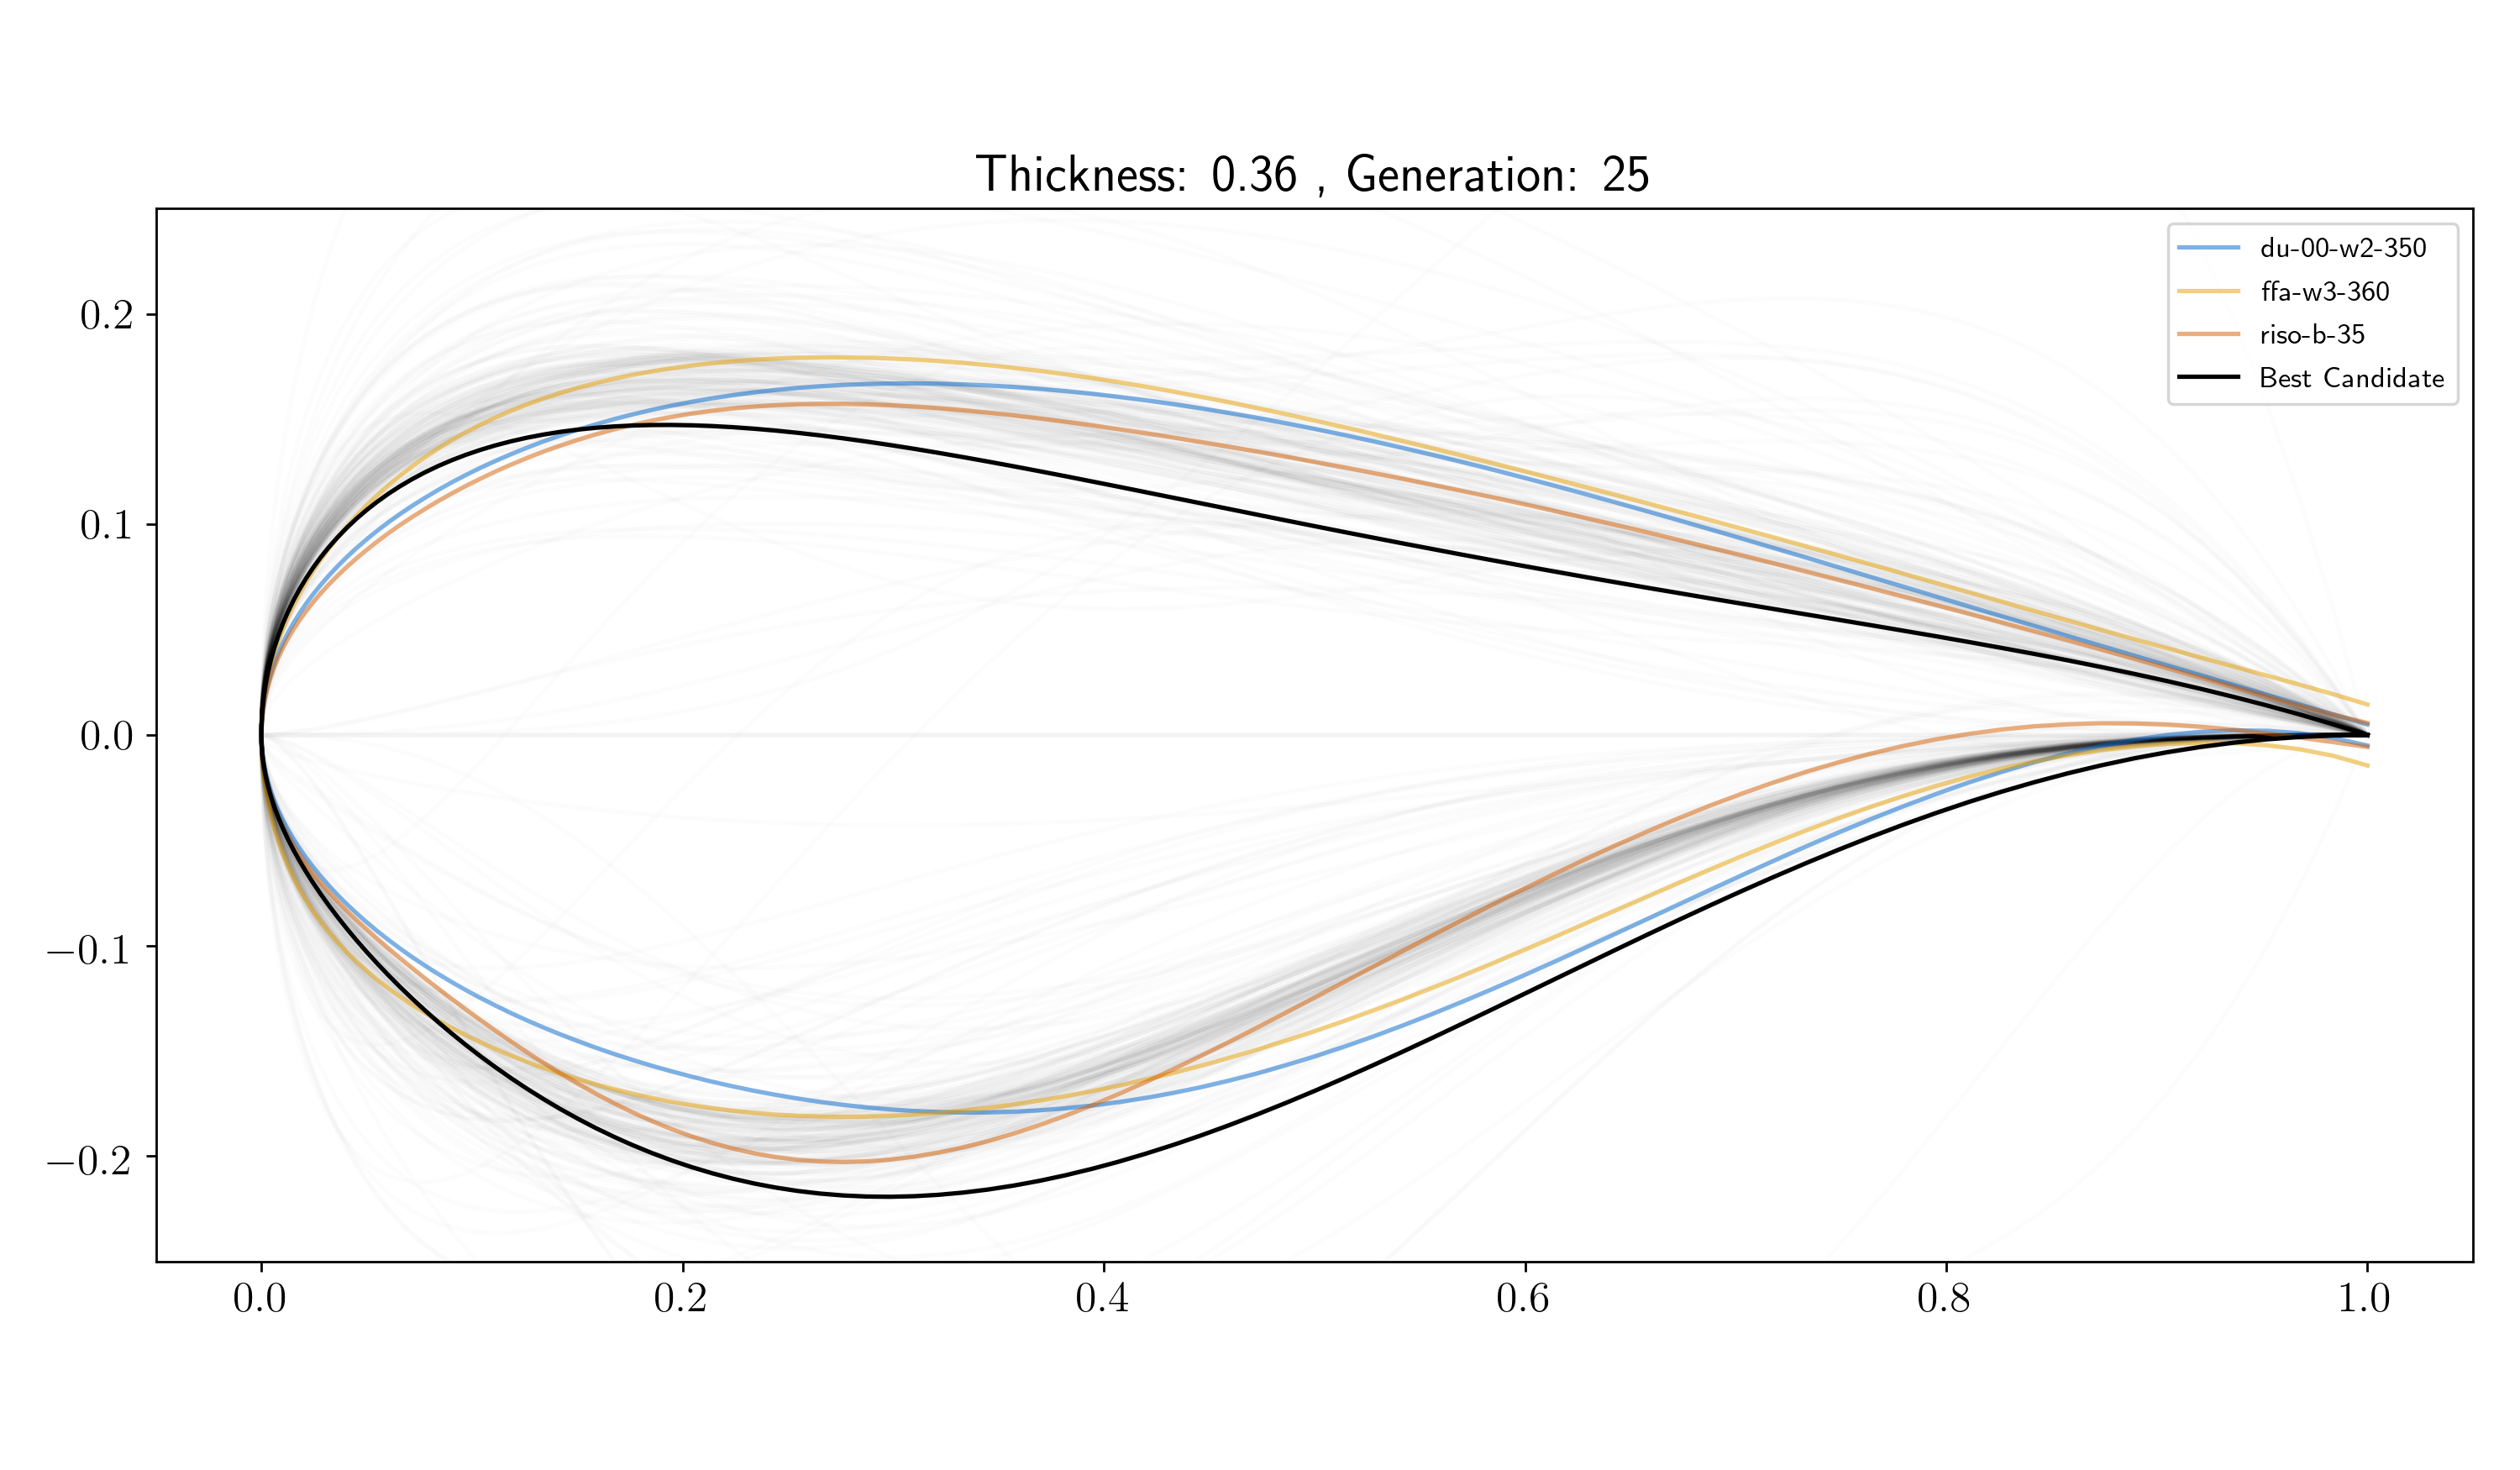 Thickness: 0.36 , Generation: 25
du-00-w2-350
ffa-w3-360
riso-b-35
Best Candidate
0.2
0.1
0.0
−0.1
−0.2
0.0 0.2 0.4 0.6 0.8 1.0